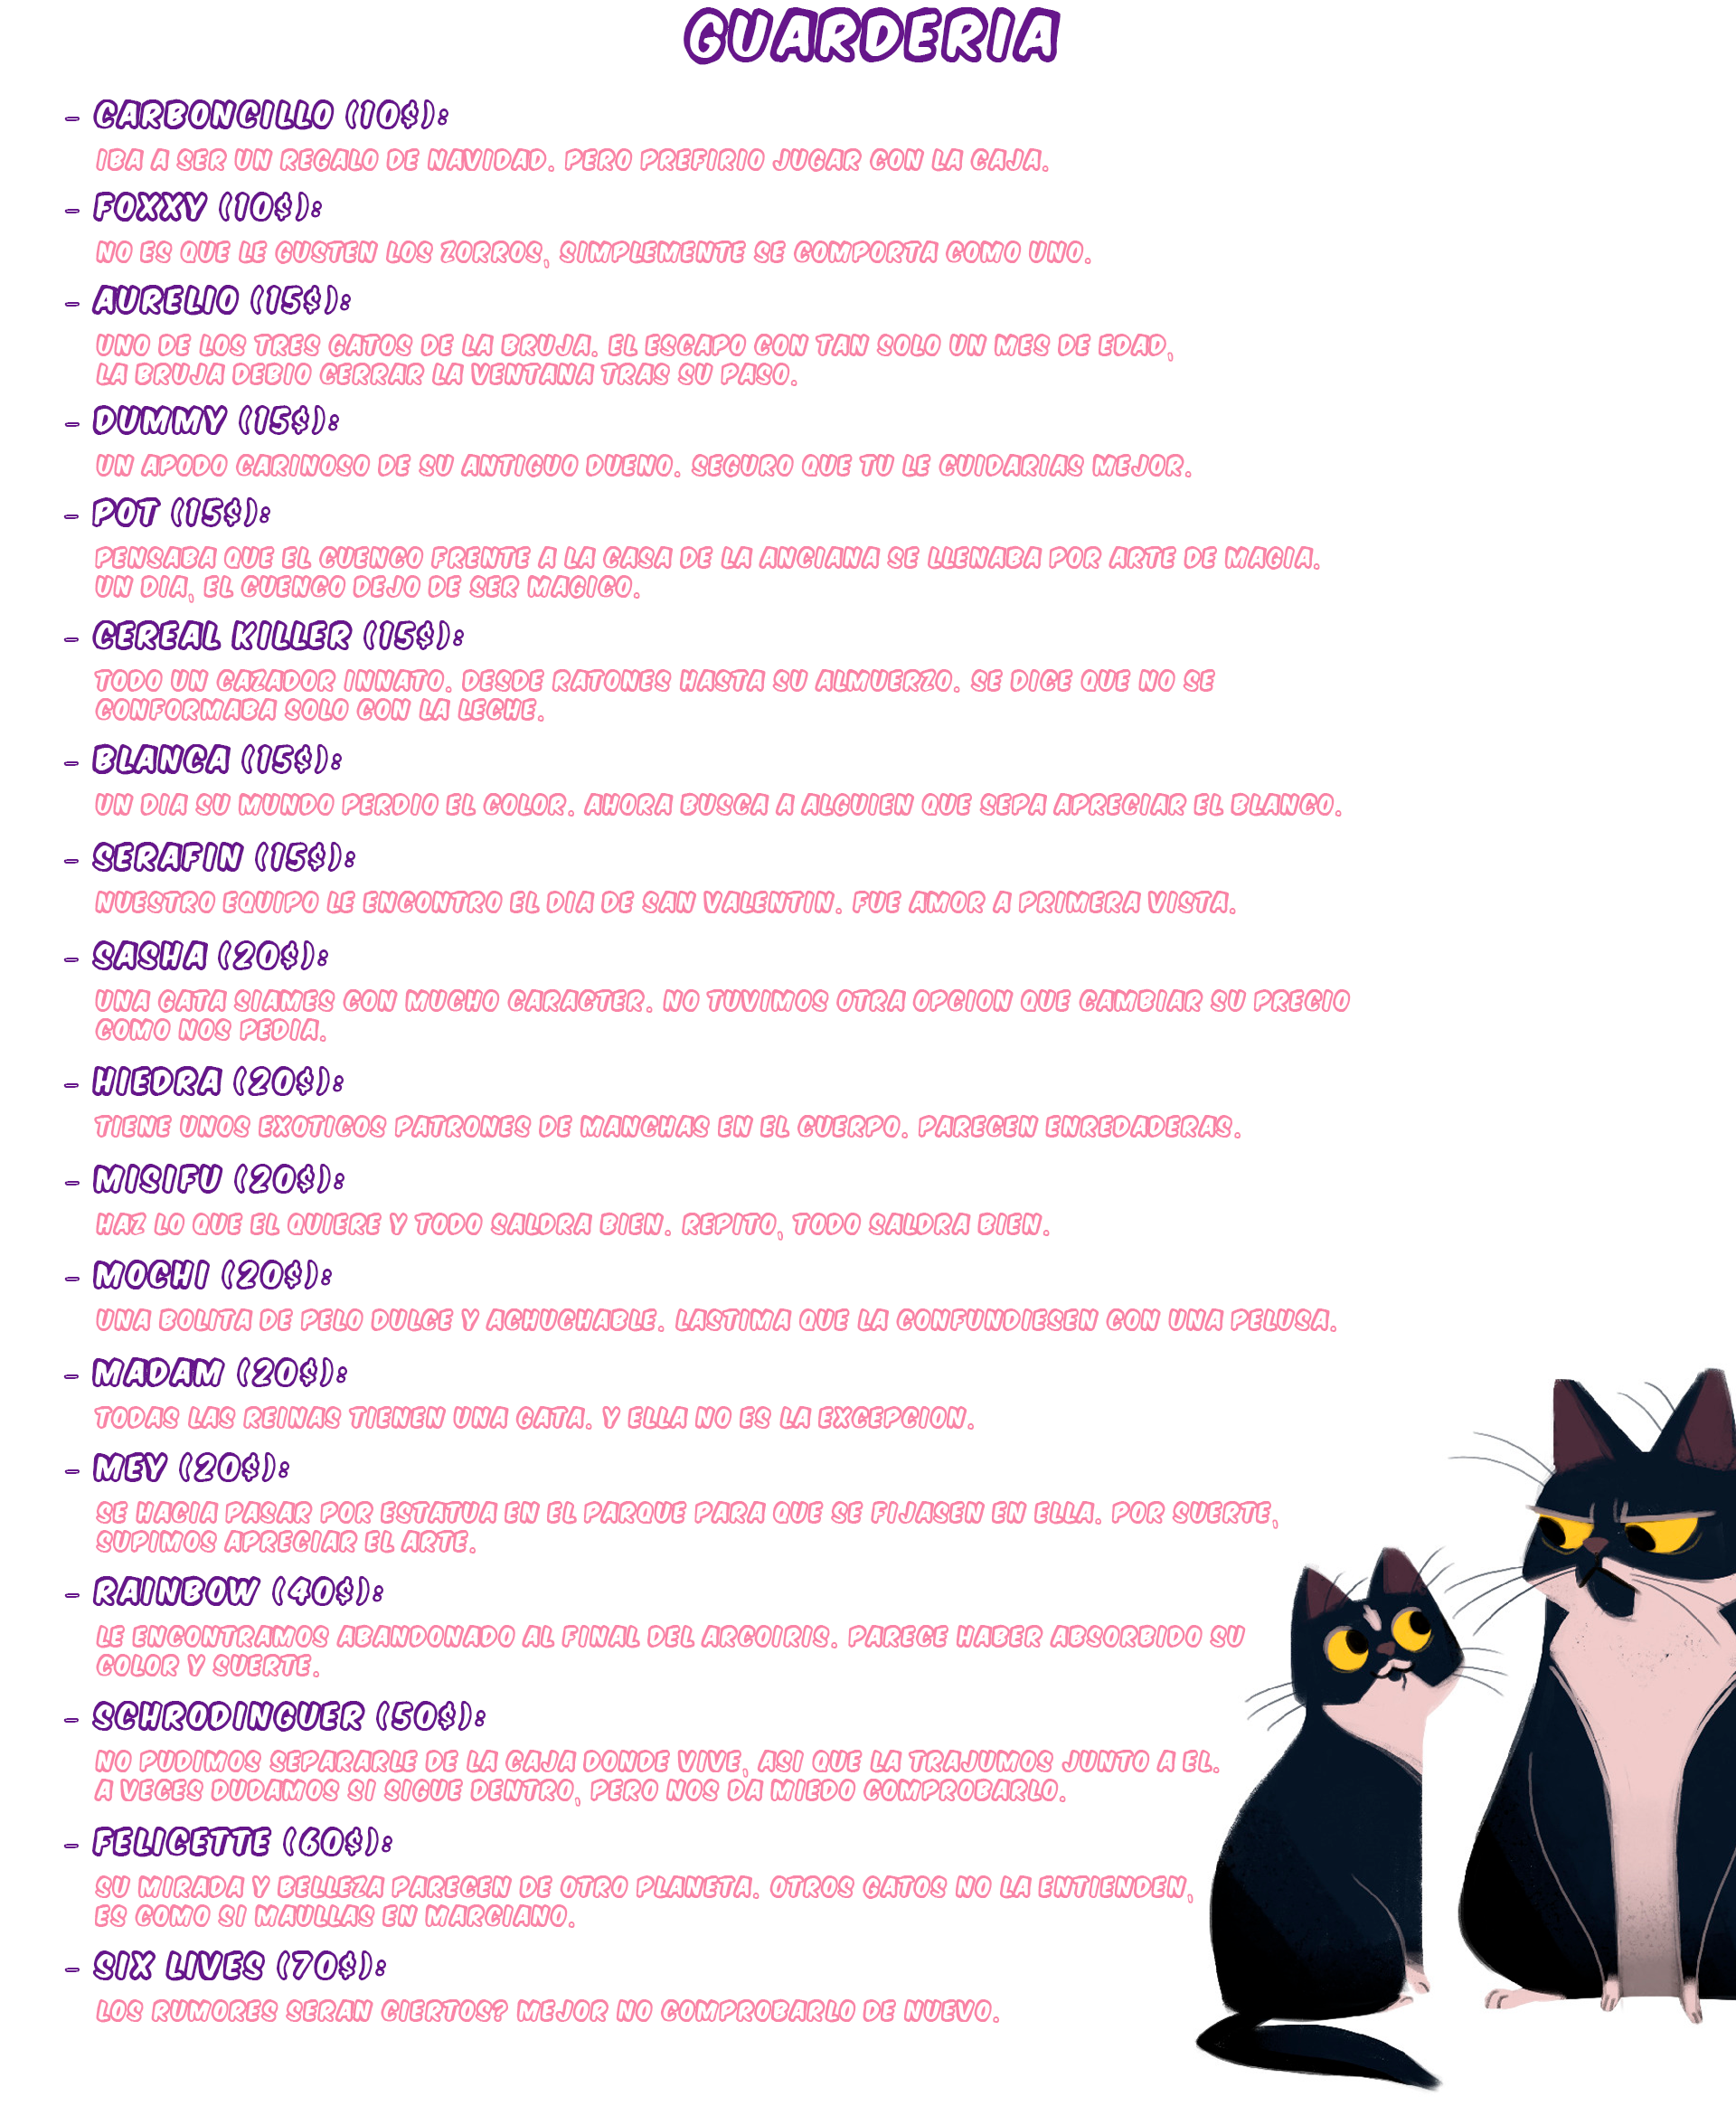 GUARDERIA
- CARBONCILLO (10$):
IBA A SER UN REGALO DE NAVIDAD. PERO PREFIRIO JUGAR CON LA CAJA.
- FOXXY (10$):
NO ES QUE LE GUSTEN LOS ZORROS, SIMPLEMENTE SE COMPORTA COMO UNO.
- AURELIO (15$):
UNO DE LOS TRES GATOS DE LA BRUJA. EL ESCAPO CON TAN SOLO UN MES DE EDAD,
LA BRUJA DEBIO CERRAR LA VENTANA TRAS SU PASO.
- DUMMY (15$):
UN APODO CARINOSO DE SU ANTIGUO DUENO. SEGURO QUE TU LE CUIDARIAS MEJOR.
- POT (15$):
PENSABA QUE EL CUENCO FRENTE A LA CASA DE LA ANCIANA SE LLENABA POR ARTE DE MAGIA.
UN DIA, EL CUENCO DEJO DE SER MAGICO.
- CEREAL KILLER (15$):
TODO UN CAZADOR INNATO. DESDE RATONES HASTA SU ALMUERZO. SE DICE QUE NO SE
CONFORMABA SOLO CON LA LECHE.
- BLANCA (15$):
UN DIA SU MUNDO PERDIO EL COLOR. AHORA BUSCA A ALGUIEN QUE SEPA APRECIAR EL BLANCO.
- SERAFIN (15$):
NUESTRO EQUIPO LE ENCONTRO EL DIA DE SAN VALENTIN. FUE AMOR A PRIMERA VISTA.
- SASHA (20$):
UNA GATA SIAMES CON MUCHO CARACTER. NO TUVIMOS OTRA OPCION QUE CAMBIAR SU PRECIO
COMO NOS PEDIA.
- HIEDRA (20$):
TIENE UNOS EXOTICOS PATRONES DE MANCHAS EN EL CUERPO. PARECEN ENREDADERAS.
- MISIFU (20$):
HAZ LO QUE EL QUIERE Y TODO SALDRA BIEN. REPITO, TODO SALDRA BIEN.
- MOCHI (20$):
UNA BOLITA DE PELO DULCE Y ACHUCHABLE. LASTIMA QUE LA CONFUNDIESEN CON UNA PELUSA.
- MADAM (20$):
TODAS LAS REINAS TIENEN UNA GATA. Y ELLA NO ES LA EXCEPCION.
- MEY (20$):
SE HACIA PASAR POR ESTATUA EN EL PARQUE PARA QUE SE FIJASEN EN ELLA. POR SUERTE,
SUPIMOS APRECIAR EL ARTE.
- RAINBOW (40$):
LE ENCONTRAMOS ABANDONADO AL FINAL DEL ARCOIRIS. PARECE HABER ABSORBIDO SU
COLOR Y SUERTE.
- SCHRODINGUER (50$):
NO PUDIMOS SEPARARLE DE LA CAJA DONDE VIVE, ASI QUE LA TRAJUMOS JUNTO A EL.
A VECES DUDAMOS SI SIGUE DENTRO, PERO NOS DA MIEDO COMPROBARLO.
- FELICETTE (60$):
SU MIRADA Y BELLEZA PARECEN DE OTRO PLANETA. OTROS GATOS NO LA ENTIENDEN,
ES COMO SI MAULLAS EN MARCIANO.
- SIX LIVES (70$):
LOS RUMORES SERAN CIERTOS? MEJOR NO COMPROBARLO DE NUEVO.